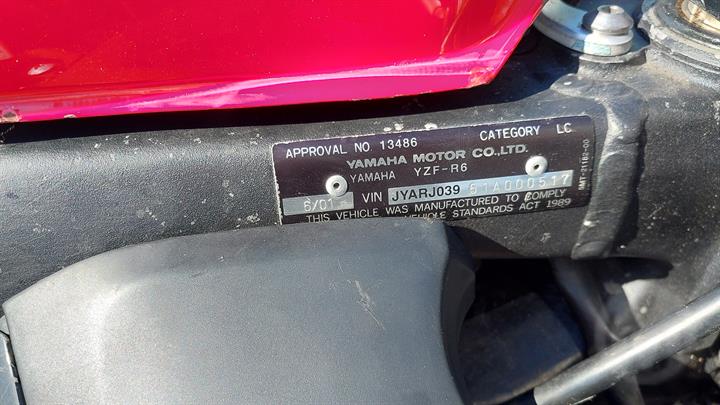 APPROVAL NO 13486 CATEGORY LC
YAMAHA MOTOR CO.,LTD.
YAMAHA YZF-R6
6/01 VIN JYARJ039 51A000517
THIS VEHICLE WAS MANUFACTURED TO COMPLY
VEHICLE STANDARDS ACT 1989